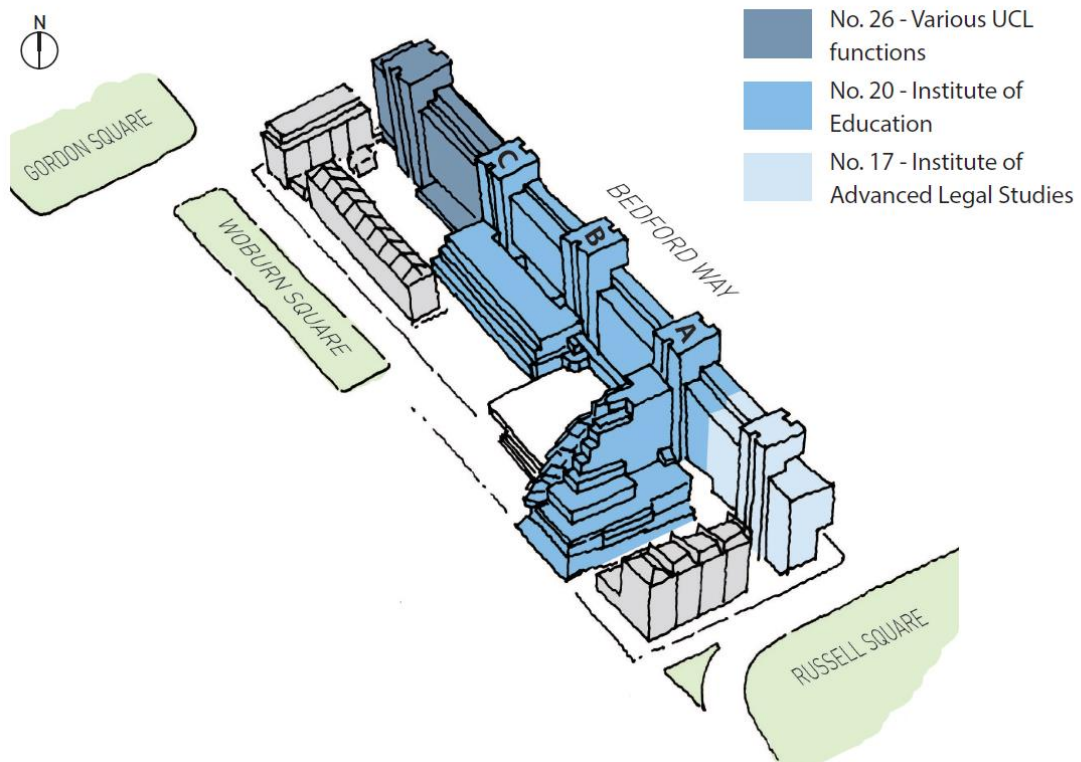 N
No. 26 - Various UCL
functions
No. 20 - Institute of
Education
No. 17 - Institute of
Advanced Legal Studies
GORDON SQUARE
WOBURN SQUARE
BEDFORD WAY
C
B
A
RUSSELL SQUARE